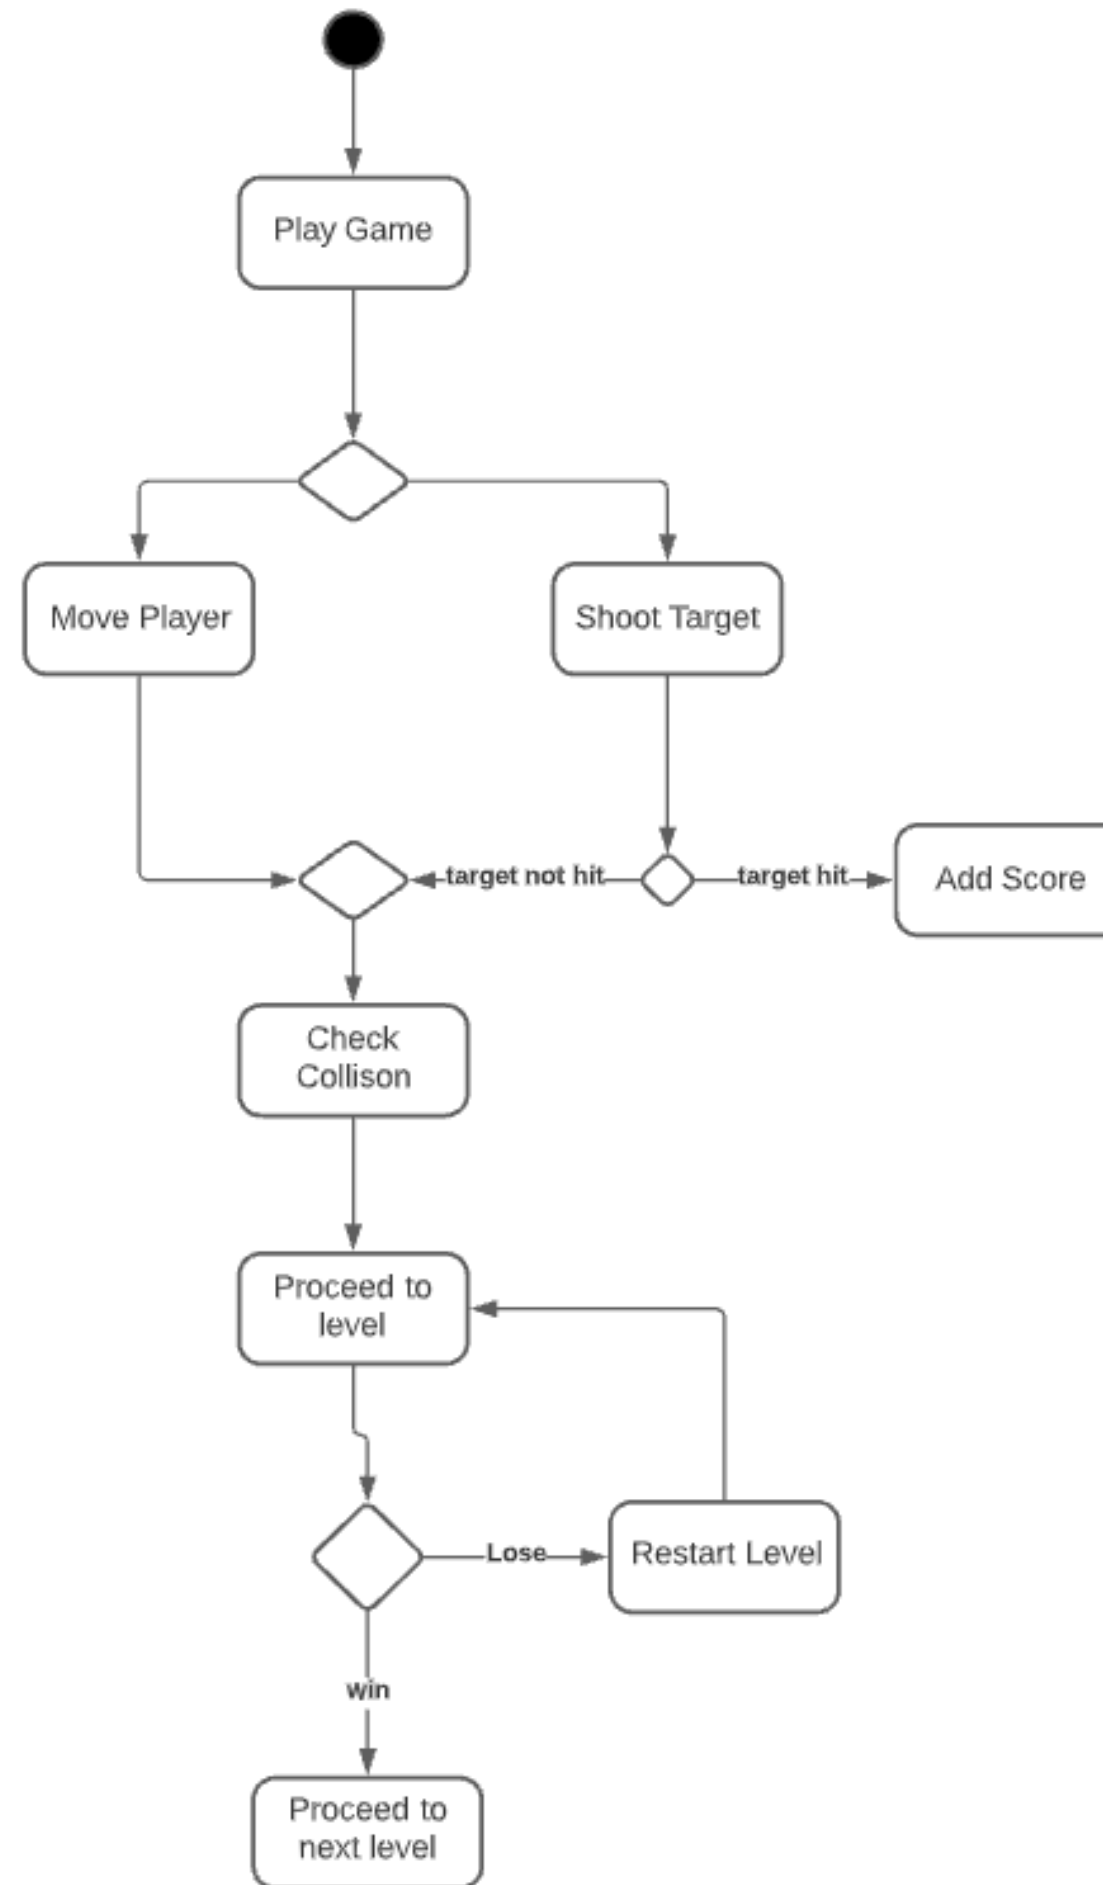 Play Game
Move Player
Shoot Target
target not hit
target hit
Add Score
Check
Collison
Proceed to
level
Lose
Restart Level
win
Proceed to
next level